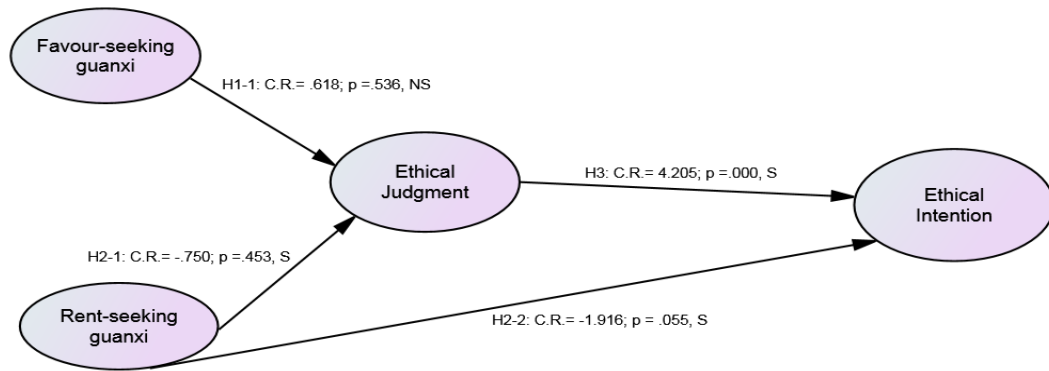 Favour-seeking
guanxi
H1-1: C.R.= .618; p =.536, NS
Ethical
Judgment
H3: C.R.= 4.205; p =.000, S
Ethical
Intention
H2-1: C.R.= -.750; p =.453, S
Rent-seeking
guanxi
H2-2: C.R.= -1.916; p = .055, S